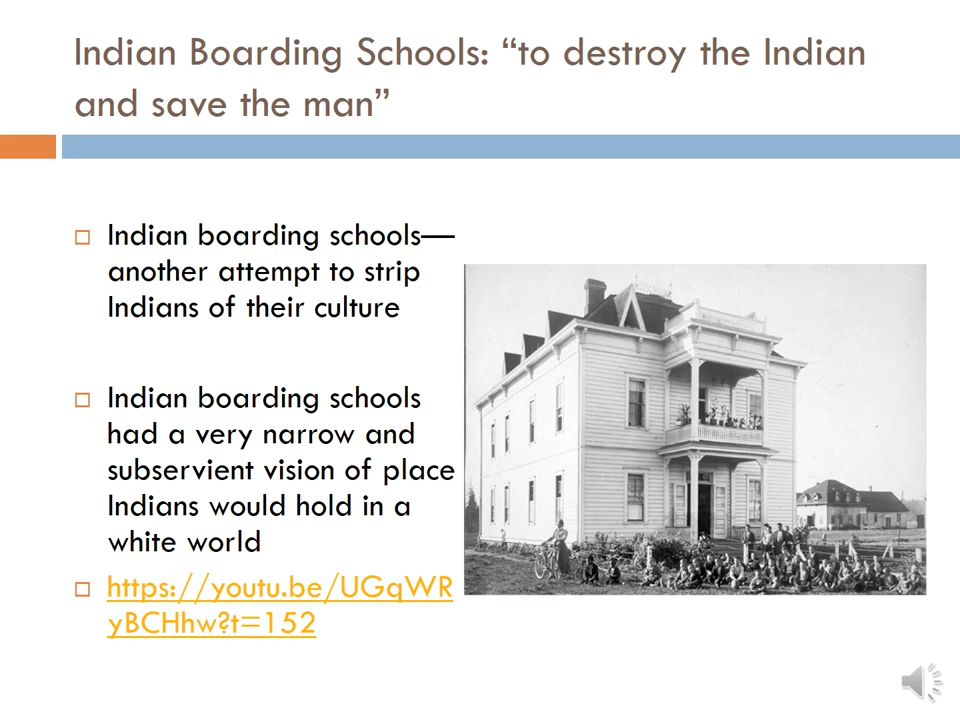 Indian Boarding Schools: “to destroy the Indian
and save the man”
Indian boarding schools—
another attempt to strip
Indians of their culture
Indian boarding schools
had a very narrow and
subservient vision of place
Indians would hold in a
white world
https://youtu.be/UGqWR
yBCHhw?t=152